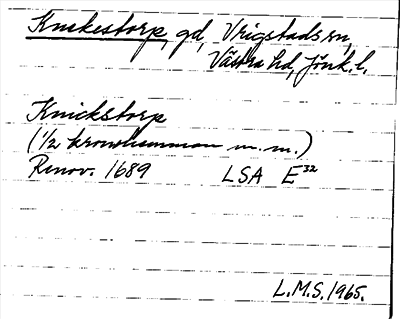 Knekestorp, gd, Vrigstads sn,
Västra hd, Jönk. l.
Knickstorp
(1/2 kronohemman m.m.)
Renov. 1689 LSA E32
L.M.S. 1965.